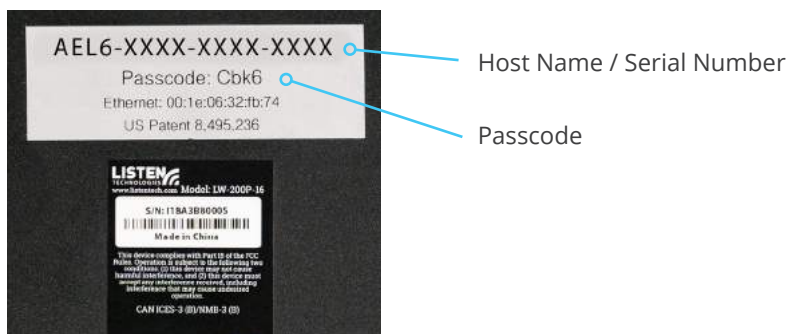 AEL6-XXXX-XXXX-XXXX
Host Name / Serial Number
Passcode: Cbk6
Passcode
Ethernet: 00:1e:06:32:fb:74
US Patent 8,495,236
LISTEN
TECHNOLOGIES
www.listentech.com Model: LW-200P-16
S/N: I18A3B80005
Made in China
This device complies with Part 15 of the FCC
Rules. Operation is subject to the following two
conditions: (1) this device may not cause
harmful interference, and (2) this device must
accept any interference received, including
interference that may cause undesired
operation.
CAN ICES-3 (B)/NMB-3 (B)